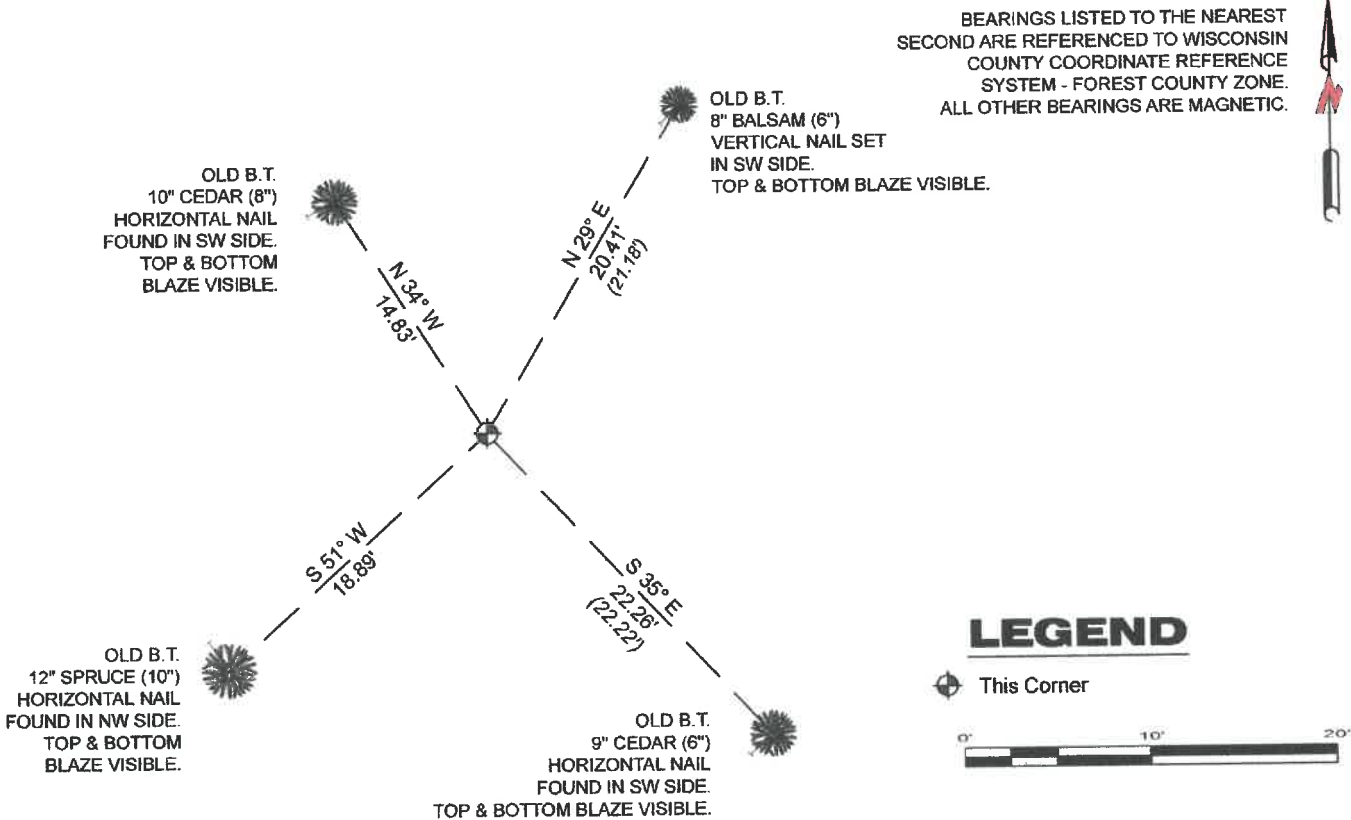 BEARINGS LISTED TO THE NEAREST
SECOND ARE REFERENCED TO WISCONSIN
COUNTY COORDINATE REFERENCE
SYSTEM - FOREST COUNTY ZONE.
ALL OTHER BEARINGS ARE MAGNETIC.
N
OLD B.T.
8" BALSAM (6")
VERTICAL NAIL SET
IN SW SIDE.
TOP & BOTTOM BLAZE VISIBLE.
OLD B.T.
10" CEDAR (8")
HORIZONTAL NAIL
FOUND IN SW SIDE.
TOP & BOTTOM
BLAZE VISIBLE.
N 29° E
20.41'
(21.18')
N 34° W
14.83'
S 51° W
18.89'
S 35° E
22.26'
(22.22')
OLD B.T.
12" SPRUCE (10")
HORIZONTAL NAIL
FOUND IN NW SIDE.
TOP & BOTTOM
BLAZE VISIBLE.
OLD B.T.
9" CEDAR (6")
HORIZONTAL NAIL
FOUND IN SW SIDE.
TOP & BOTTOM BLAZE VISIBLE.
LEGEND
This Corner
0' 10' 20'